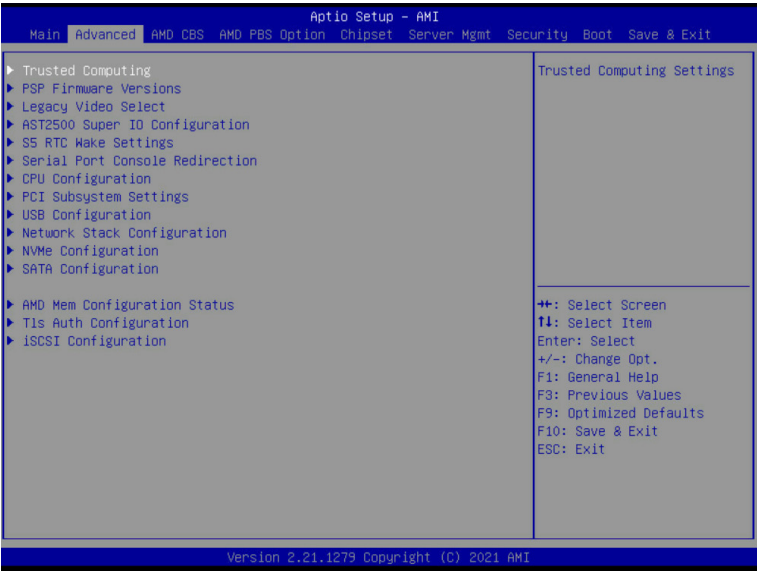 Aptio Setup – AMI
Main Advanced AMD CBS AMD PBS Option Chipset Server Mgmt Security Boot Save & Exit
Trusted Computing
PSP Firmware Versions
Legacy Video Select
AST2500 Super IO Configuration
S5 RTC Wake Settings
Serial Port Console Redirection
CPU Configuration
PCI Subsystem Settings
USB Configuration
Network Stack Configuration
NVMe Configuration
SATA Configuration
AMD Mem Configuration Status
Tls Auth Configuration
iSCSI Configuration
Trusted Computing Settings
→←: Select Screen
↑↓: Select Item
Enter: Select
+/-: Change Opt.
F1: General Help
F3: Previous Values
F9: Optimized Defaults
F10: Save & Exit
ESC: Exit
Version 2.21.1279 Copyright (C) 2021 AMI